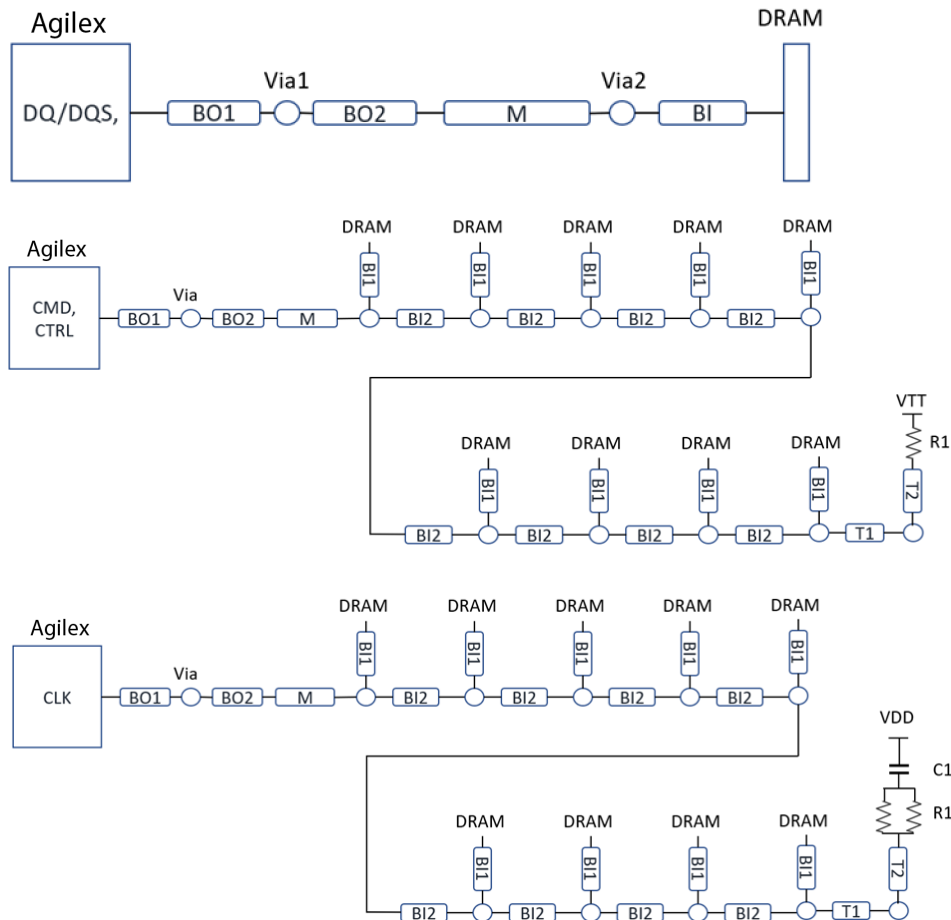 Agilex
DRAM
Via1
Via2
DQ/DQS,
BO1
BO2
M
BI
DRAM DRAM DRAM DRAM DRAM
Agilex
BI1 BI1 BI1 BI1 BI1
Via
CMD,
CTRL
BO1 BO2 M BI2 BI2 BI2 BI2
VTT
R1
DRAM DRAM DRAM DRAM
BI1 BI1 BI1 BI1 T2
BI2 BI2 BI2 BI2 T1
DRAM DRAM DRAM DRAM DRAM
Agilex
BI1 BI1 BI1 BI1 BI1
Via
CLK
BO1 BO2 M BI2 BI2 BI2 BI2
VDD
C1
R1
DRAM DRAM DRAM DRAM
BI1 BI1 BI1 BI1 T2
BI2 BI2 BI2 BI2 T1